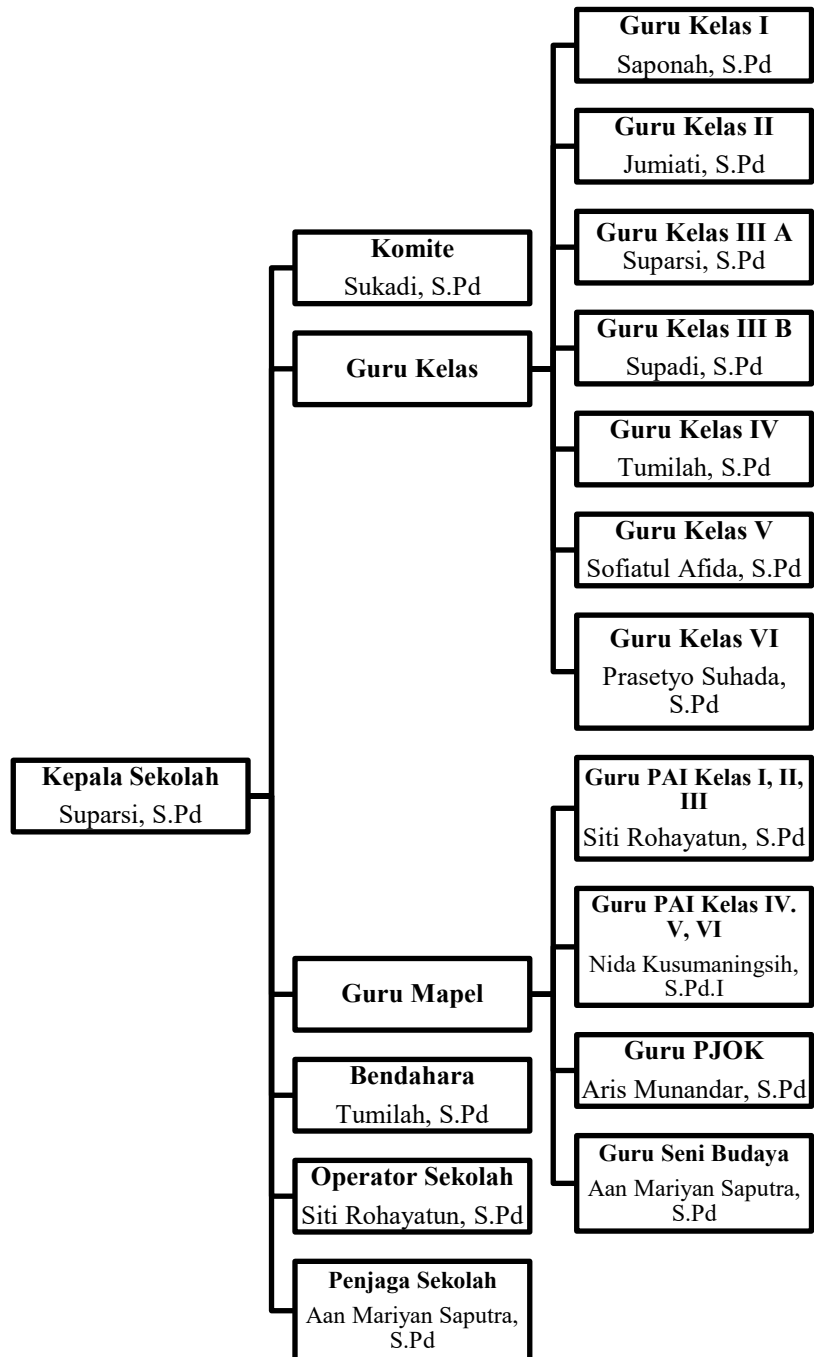 Kepala Sekolah
Suparsi, S.Pd
Komite
Sukadi, S.Pd
Guru Kelas
Guru Kelas I
Saponah, S.Pd
Guru Kelas II
Jumiati, S.Pd
Guru Kelas III A
Suparsi, S.Pd
Guru Kelas III B
Supadi, S.Pd
Guru Kelas IV
Tumilah, S.Pd
Guru Kelas V
Sofiatul Afida, S.Pd
Guru Kelas VI
Prasetyo Suhada,
S.Pd
Guru Mapel
Guru PAI Kelas I, II,
III
Siti Rohayatun, S.Pd
Guru PAI Kelas IV.
V, VI
Nida Kusumaningsih,
S.Pd.I
Guru PJOK
Aris Munandar, S.Pd
Guru Seni Budaya
Aan Mariyan Saputra,
S.Pd
Bendahara
Tumilah, S.Pd
Operator Sekolah
Siti Rohayatun, S.Pd
Penjaga Sekolah
Aan Mariyan Saputra,
S.Pd